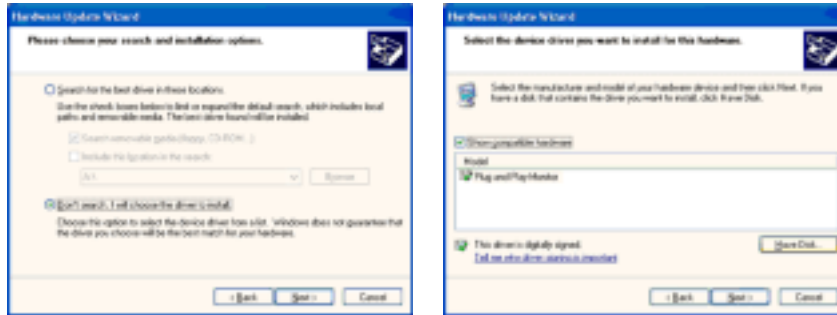 Hardware Update Wizard
Please choose your search and installation options.
Search for the best driver in these locations.
Use the check boxes below to limit or expand the default search, which includes local
paths and removable media. The best driver found will be installed.
Search removable media (floppy, CD-ROM...)
Include this location in the search:
A:\
Browse
Don't search. I will choose the driver to install.
Choose this option to select the device driver from a list. Windows does not guarantee that
the driver you choose will be the best match for your hardware.
< Back
Next >
Cancel
Hardware Update Wizard
Select the device driver you want to install for this hardware.
Select the manufacturer and model of your hardware device and then click Next. If you
have a disk that contains the driver you want to install, click Have Disk.
Show compatible hardware
Model
Plug and Play Monitor
This driver is digitally signed.
Tell me why driver signing is important
Have Disk...
< Back
Next >
Cancel